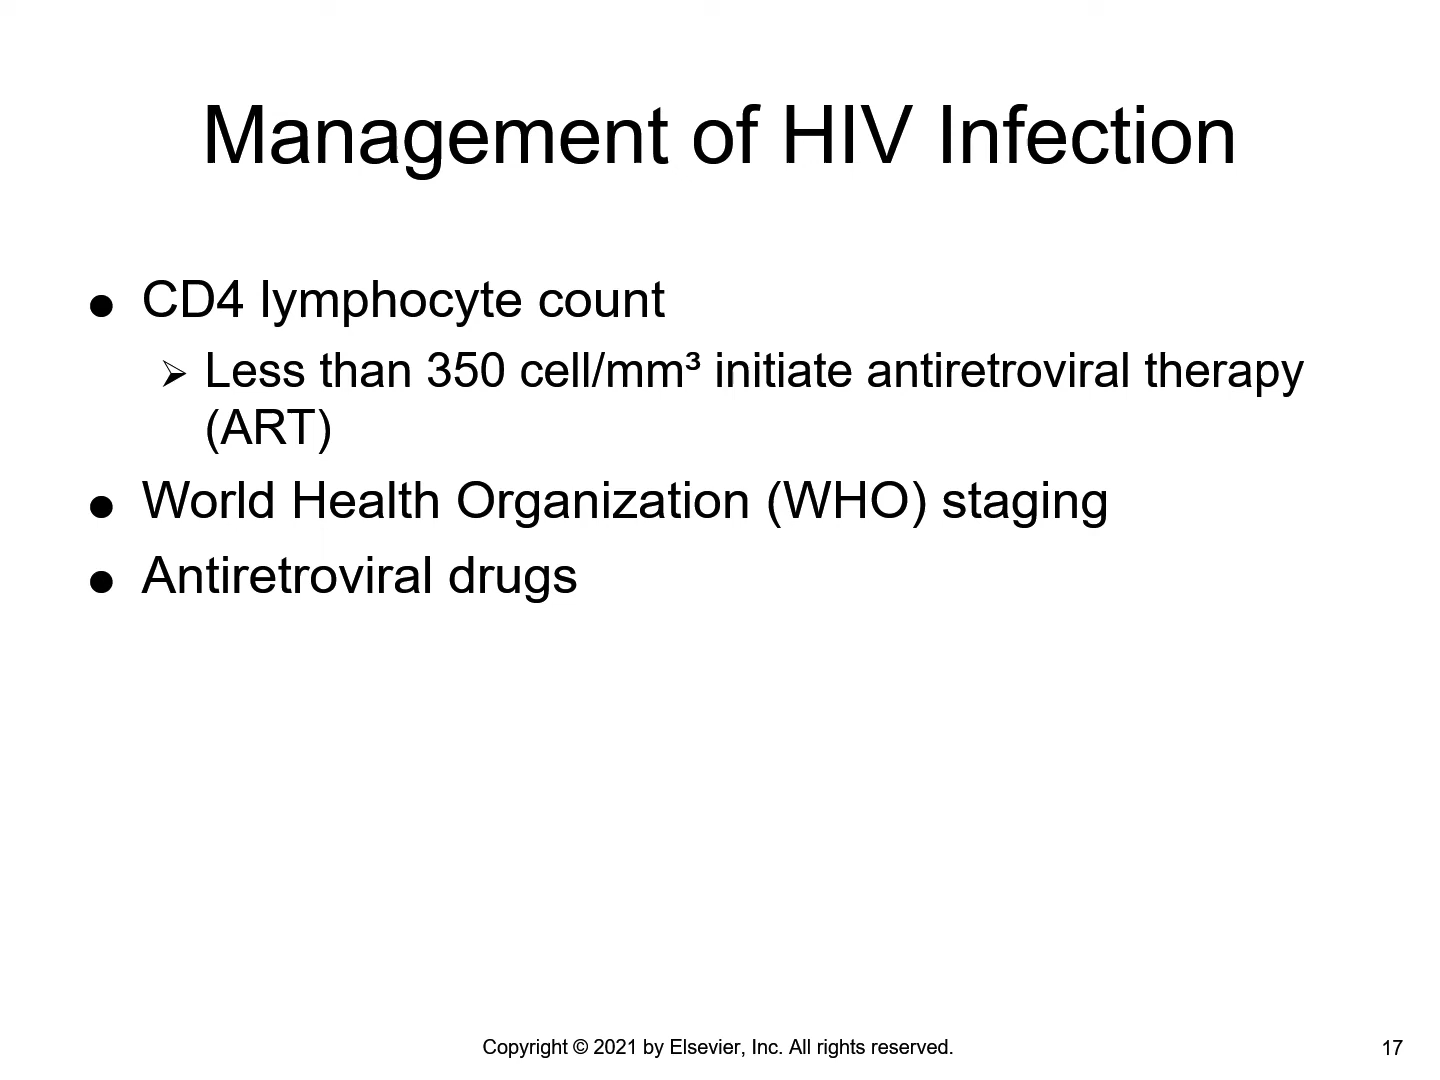 Management of HIV Infection
● CD4 lymphocyte count
➢ Less than 350 cell/mm³ initiate antiretroviral therapy
(ART)
● World Health Organization (WHO) staging
● Antiretroviral drugs
Copyright © 2021 by Elsevier, Inc. All rights reserved.
17